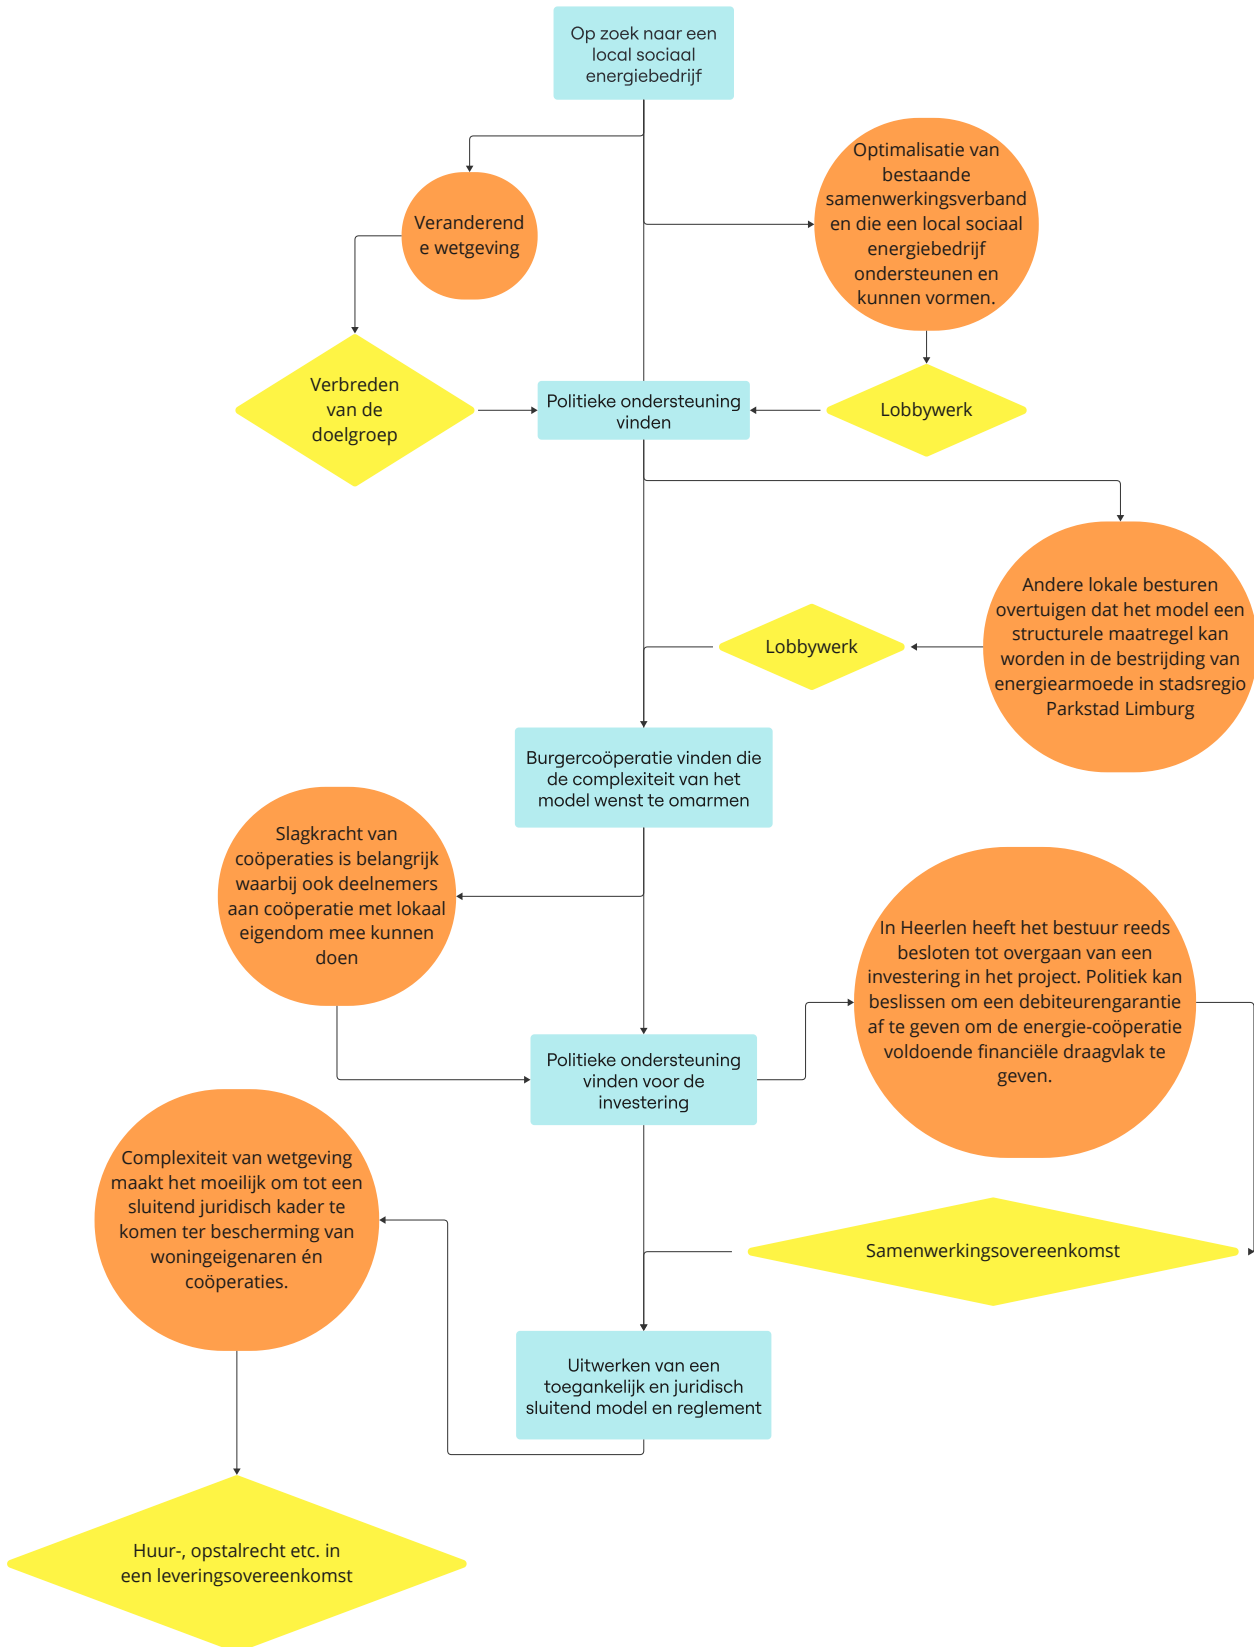 Op zoek naar een
local sociaal
energiebedrijf
Optimalisatie van
bestaande
samenwerkingsverband
en die een local sociaal
energiebedrijf
ondersteunen en
kunnen vormen.
Veranderend
e wetgeving
Verbreden
van de
doelgroep
Politieke ondersteuning
vinden
Lobbywerk
Andere lokale besturen
overtuigen dat het model een
structurele maatregel kan
worden in de bestrijding van
energiearmoede in stadsregio
Parkstad Limburg
Lobbywerk
Burgercoöperatie vinden die
de complexiteit van het
model wenst te omarmen
Slagkracht van
coöperaties is belangrijk
waarbij ook deelnemers
aan coöperatie met lokaal
eigendom mee kunnen
doen
In Heerlen heeft het bestuur reeds
besloten tot overgaan van een
investering in het project. Politiek kan
beslissen om een debiteurengarantie
af te geven om de energie-coöperatie
voldoende financiële draagvlak te
geven.
Politieke ondersteuning
vinden voor de
investering
Complexiteit van wetgeving
maakt het moeilijk om tot een
sluitend juridisch kader te
komen ter bescherming van
woningeigenaren én
coöperaties.
Samenwerkingsovereenkomst
Uitwerken van een
toegankelijk en juridisch
sluitend model en reglement
Huur-, opstalrecht etc. in
een leveringsovereenkomst